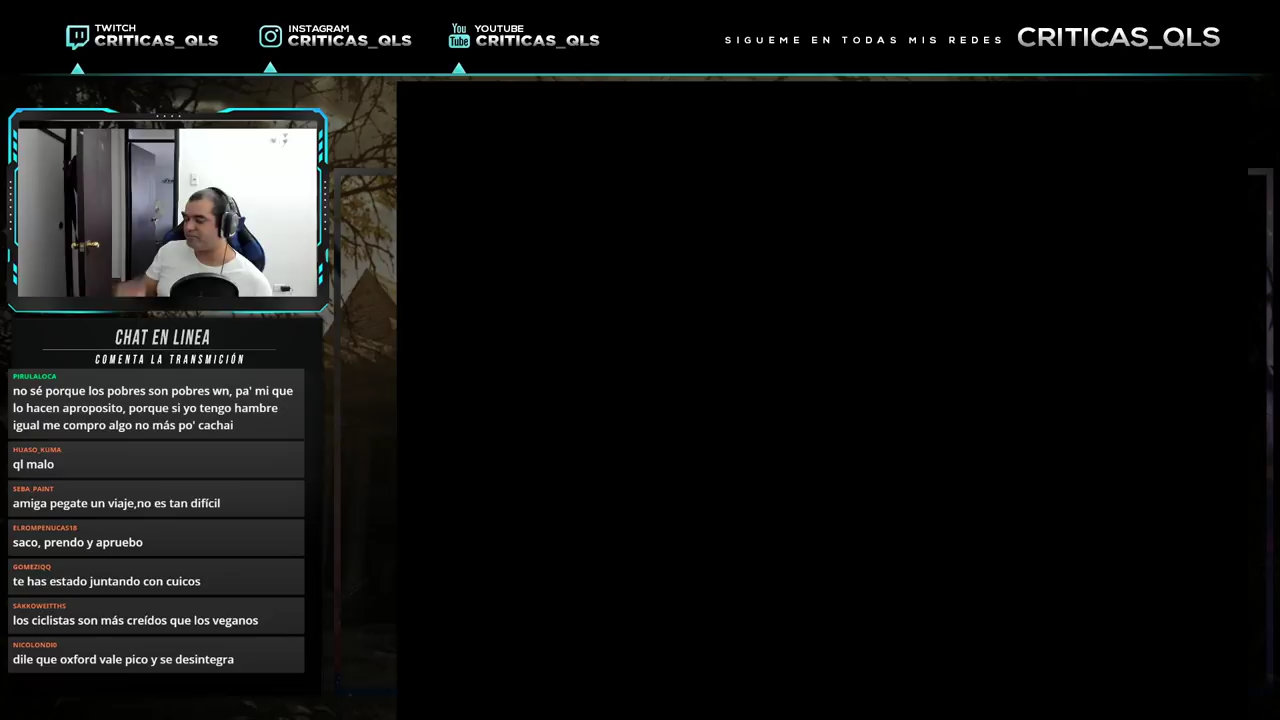 TWITCH
CRITICAS_QLS
INSTAGRAM
CRITICAS_QLS
You
Tube
YOUTUBE
CRITICAS_QLS
SIGUEME EN TODAS MIS REDES
CRITICAS_QLS
CHAT EN LINEA
COMENTA LA TRANSMICIÓN
PIRULALOCA
no sé porque los pobres son pobres wn, pa' mi que
lo hacen aproposito, porque si yo tengo hambre
igual me compro algo no más po' cachai
HUASO_KUMA
ql malo
SEBA_PAINT
amiga pegate un viaje,no es tan difícil
ELROMPENUCAS18
saco, prendo y apruebo
GOMEZIQQ
te has estado juntando con cuicos
SAKKOWEITTHS
los ciclistas son más creídos que los veganos
NICOLONDI0
dile que oxford vale pico y se desintegra